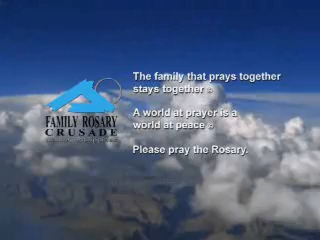 The family that prays together
stays together
A world at prayer is a
world at peace
Please pray the Rosary.
FAMILY ROSARY
CRUSADE